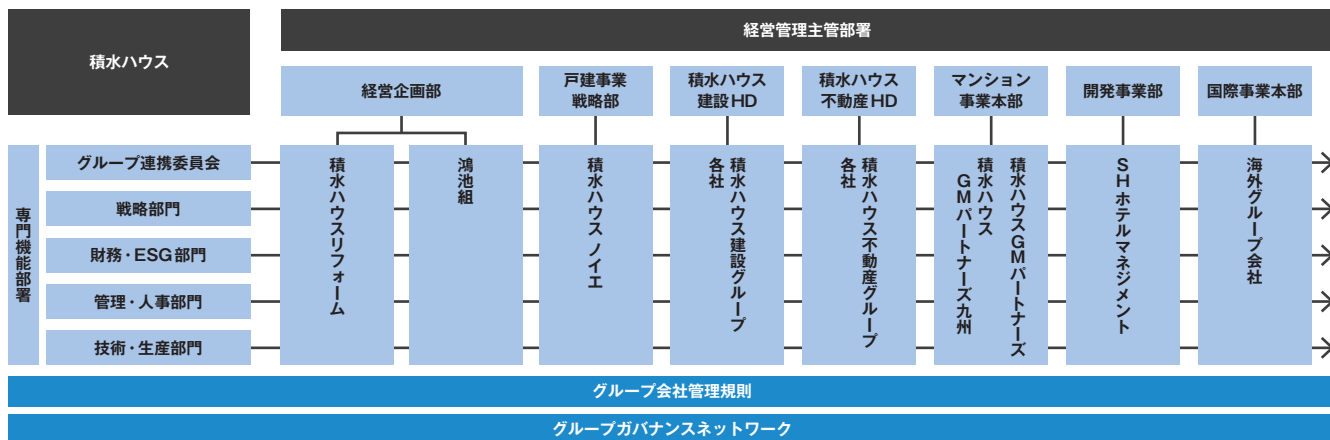 積水ハウス
経営管理主管部署
経営企画部
戸建事業
戦略部
積水ハウス
建設HD
積水ハウス
不動産HD
マンション
事業本部
開発事業部
国際事業本部
専門機能部署
グループ連携委員会
戦略部門
財務・ESG部門
管理・人事部門
技術・生産部門
積水ハウスリフォーム
鴻池組
積水ハウス ノイエ
積水ハウス建設グループ
各社
積水ハウス不動産グループ
各社
積水ハウスGMパートナーズ
積水ハウス
GMパートナーズ九州
SHホテルマネジメント
海外グループ会社
グループ会社管理規則
グループガバナンスネットワーク